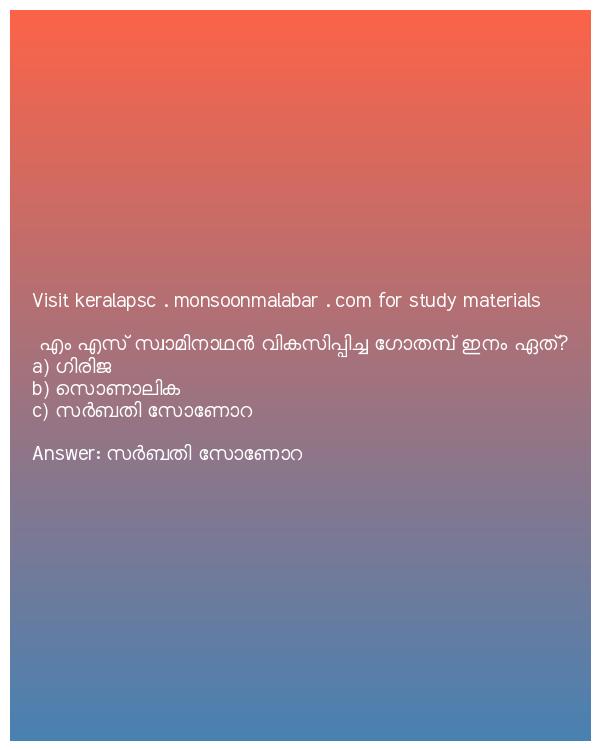 Visit keralapsc . monsoonmalabar . com for study materials
എം എസ് സ്വാമിനാഥൻ വികസിപ്പിച്ച ഗോതമ്പ് ഇനം ഏത്?
a) ഗിരിജ
b) സൊണാലിക
c) സർബതി സോണോറ
Answer: സർബതി സോണോറ